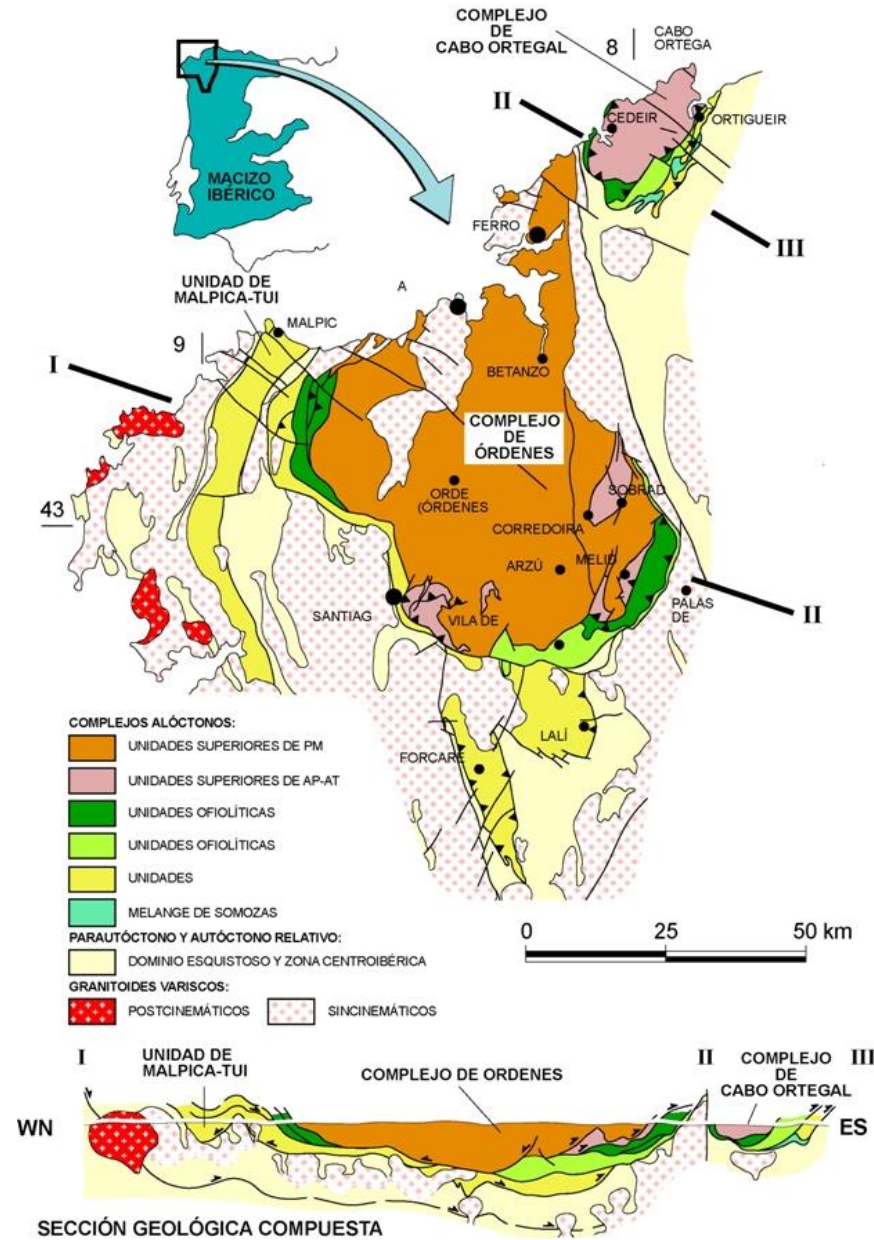 COMPLEJO
DE
CABO ORTEGAL
8
CABO
ORTEGA
II
CEDEIR
ORTIGUEIR
MACIZO
IBÉRICO
FERRO
III
UNIDAD DE
MALPICA-TUI
A
MALPIC
9
I
BETANZO
COMPLEJO
DE
ÓRDENES
43
ORDE
(ÓRDENES
SOBRAD
CORREDOIRA
ARZÚ
MELID
SANTIAG
VILA DE
PALAS
DE
II
LALÍ
FORCARE
COMPLEJOS ALÓCTONOS:
UNIDADES SUPERIORES DE PM
UNIDADES SUPERIORES DE AP-AT
UNIDADES OFIOLÍTICAS
UNIDADES OFIOLÍTICAS
UNIDADES
MELANGE DE SOMOZAS
PARAUTÓCTONO Y AUTÓCTONO RELATIVO:
DOMINIO ESQUISTOSO Y ZONA CENTROIBÉRICA
GRANITOIDES VARISCOS:
POSTCINEMÁTICOS
SINCINEMÁTICOS
0 25 50 km
I
UNIDAD DE
MALPICA-TUI
COMPLEJO DE ORDENES
II
COMPLEJO
DE
CABO ORTEGAL
III
WN
ES
SECCIÓN GEOLÓGICA COMPUESTA